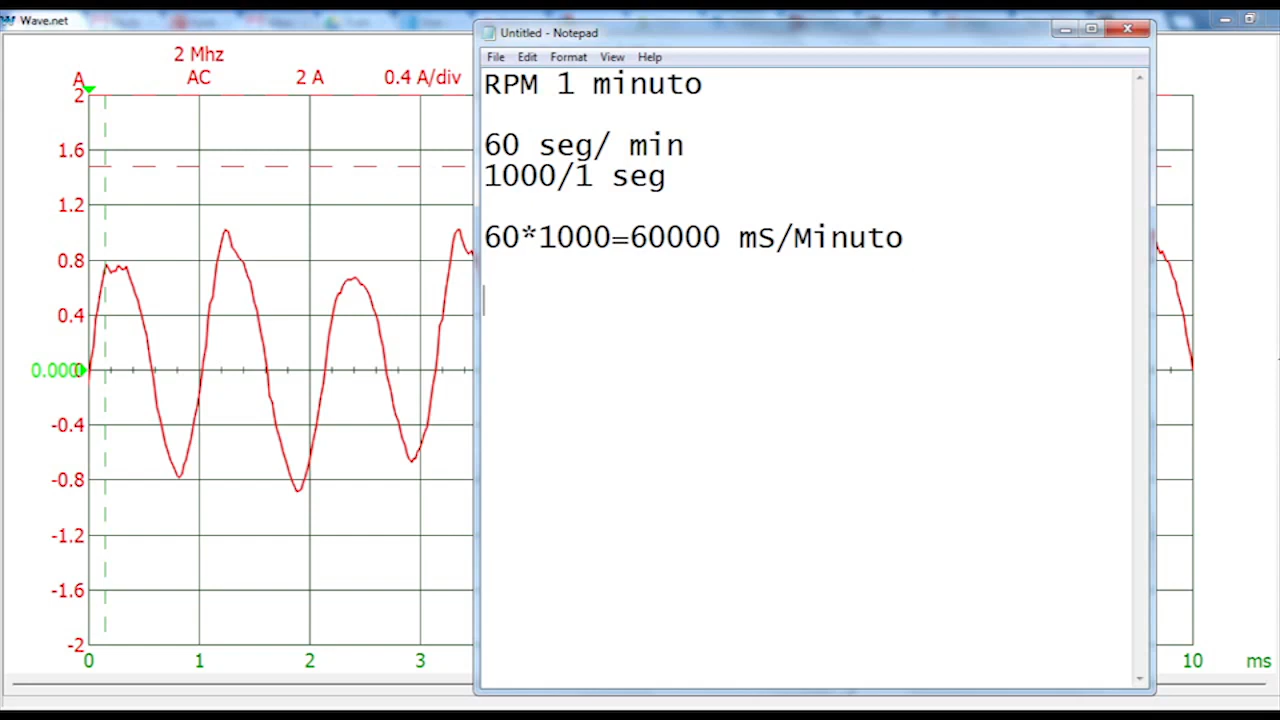 Wave.net
Untitled - Notepad
File Edit Format View Help
RPM 1 minuto
60 seg/ min
1000/1 seg
60*1000=60000 mS/Minuto
2 Mhz
A AC 2 A 0.4 A/div
2
1.6
1.2
0.8
0.4
0.000
0
-0.4
-0.8
-1.2
-1.6
-2
0 1 2 3 10 ms